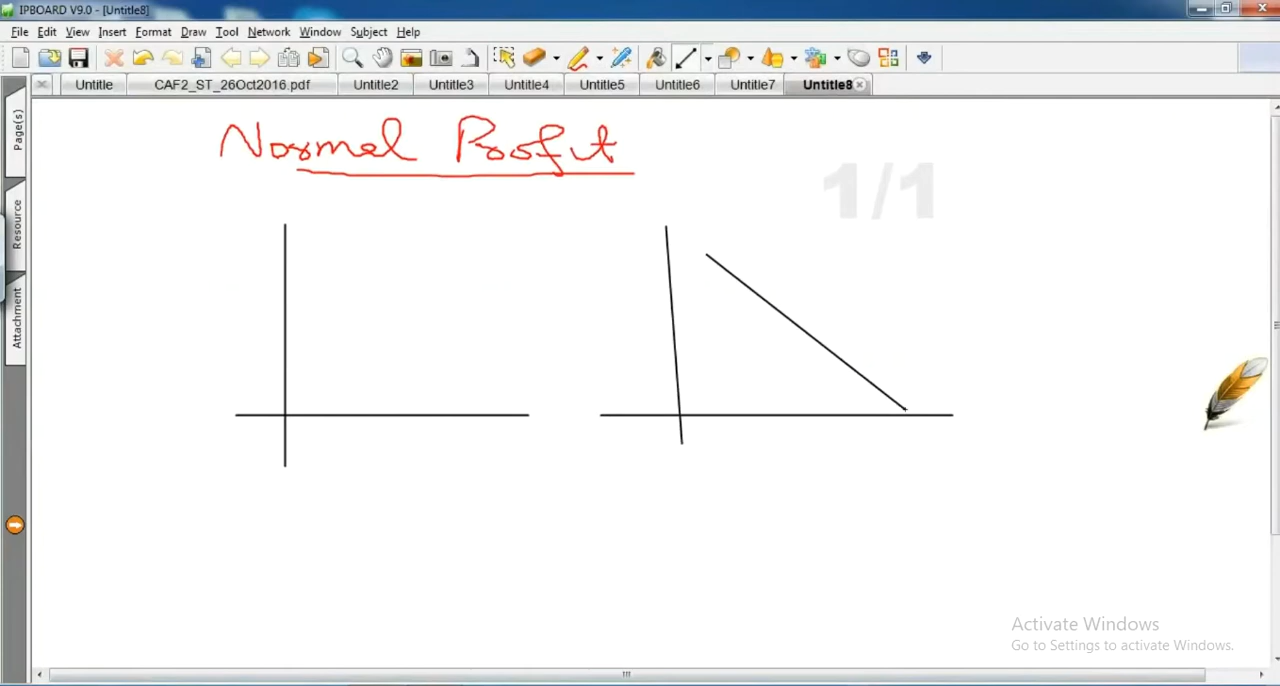 IPBOARD V9.0 - [Untitle8]
File Edit View Insert Format Draw Tool Network Window Subject Help
Untitle CAF2_ST_26Oct2016.pdf Untitle2 Untitle3 Untitle4 Untitle5 Untitle6 Untitle7 Untitle8
Page(s)
Resource
Attachment
Normal Profit
1/1
Activate Windows
Go to Settings to activate Windows.